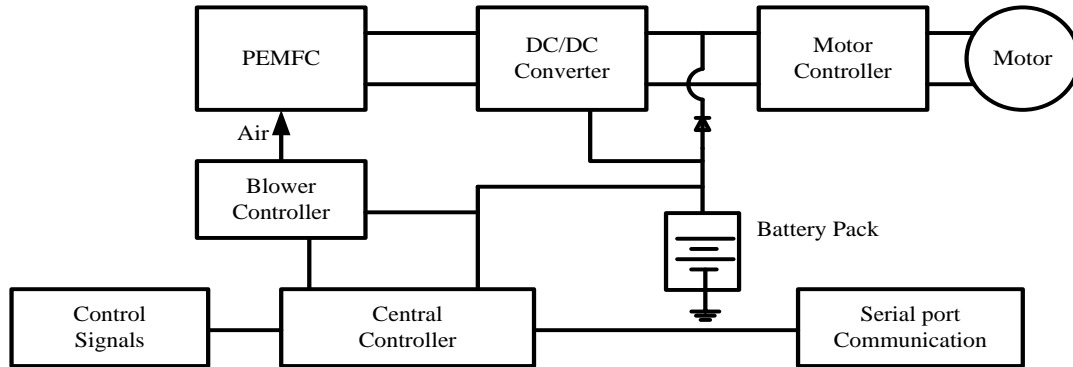 PEMFC
DC/DC
Converter
Motor
Controller
Motor
Air
Blower
Controller
Battery Pack
Control
Signals
Central
Controller
Serial port
Communication